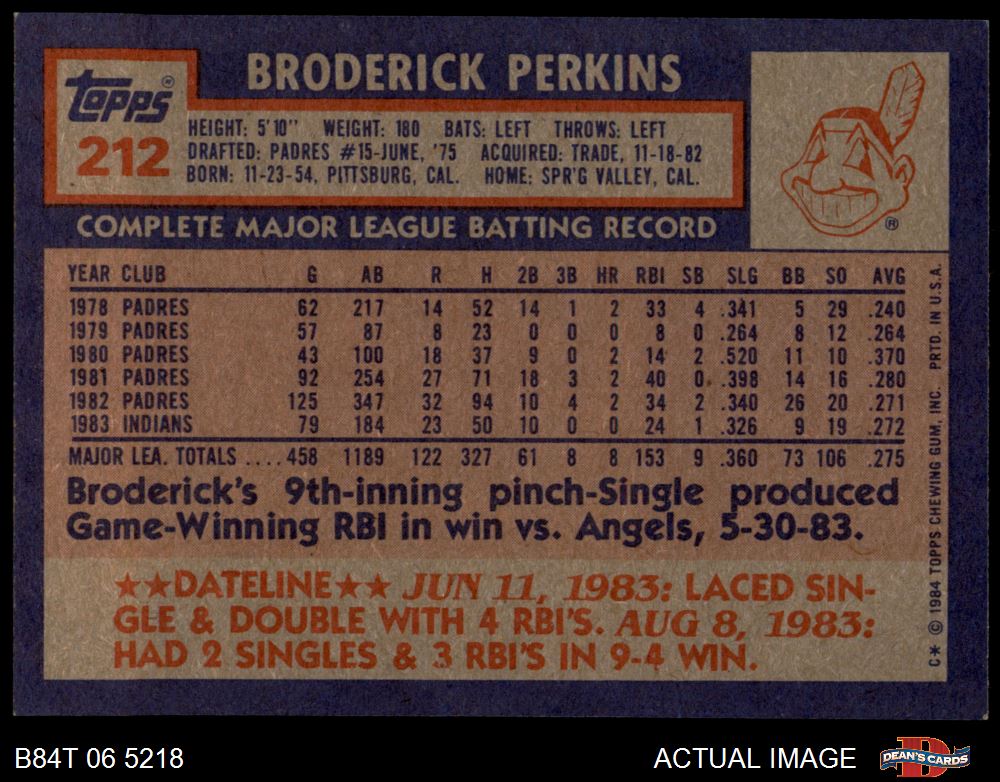 BRODERICK PERKINS
TOPPS®
212
HEIGHT: 5'10" WEIGHT: 180 BATS: LEFT THROWS: LEFT
DRAFTED: PADRES #15-JUNE, '75 ACQUIRED: TRADE, 11-18-82
BORN: 11-23-54, PITTSBURG, CAL. HOME: SPR'G VALLEY, CAL.
®
COMPLETE MAJOR LEAGUE BATTING RECORD
YEAR CLUB G AB R H 2B 3B HR RBI SB SLG BB SO AVG
1978 PADRES 62 217 14 52 14 1 2 33 4 .341 5 29 .240
1979 PADRES 57 87 8 23 0 0 0 8 0 .264 8 12 .264
1980 PADRES 43 100 18 37 9 0 2 14 2 .520 11 10 .370
1981 PADRES 92 254 27 71 18 3 2 40 0 .398 14 16 .280
1982 PADRES 125 347 32 94 10 4 2 34 2 .340 26 20 .271
1983 INDIANS 79 184 23 50 10 0 0 24 1 .326 9 19 .272
MAJOR LEA. TOTALS ....458 1189 122 327 61 8 8 153 9 .360 73 106 .275
Broderick's 9th-inning pinch-Single produced
Game-Winning RBI in win vs. Angels, 5-30-83.
★★DATELINE★★ JUN 11, 1983: LACED SIN-
GLE & DOUBLE WITH 4 RBI'S. AUG 8, 1983:
HAD 2 SINGLES & 3 RBI'S IN 9-4 WIN.
C* © 1984 TOPPS CHEWING GUM, INC. PRTD. IN U.S.A.
B84T 06 5218
ACTUAL IMAGE
DEAN'S CARDS